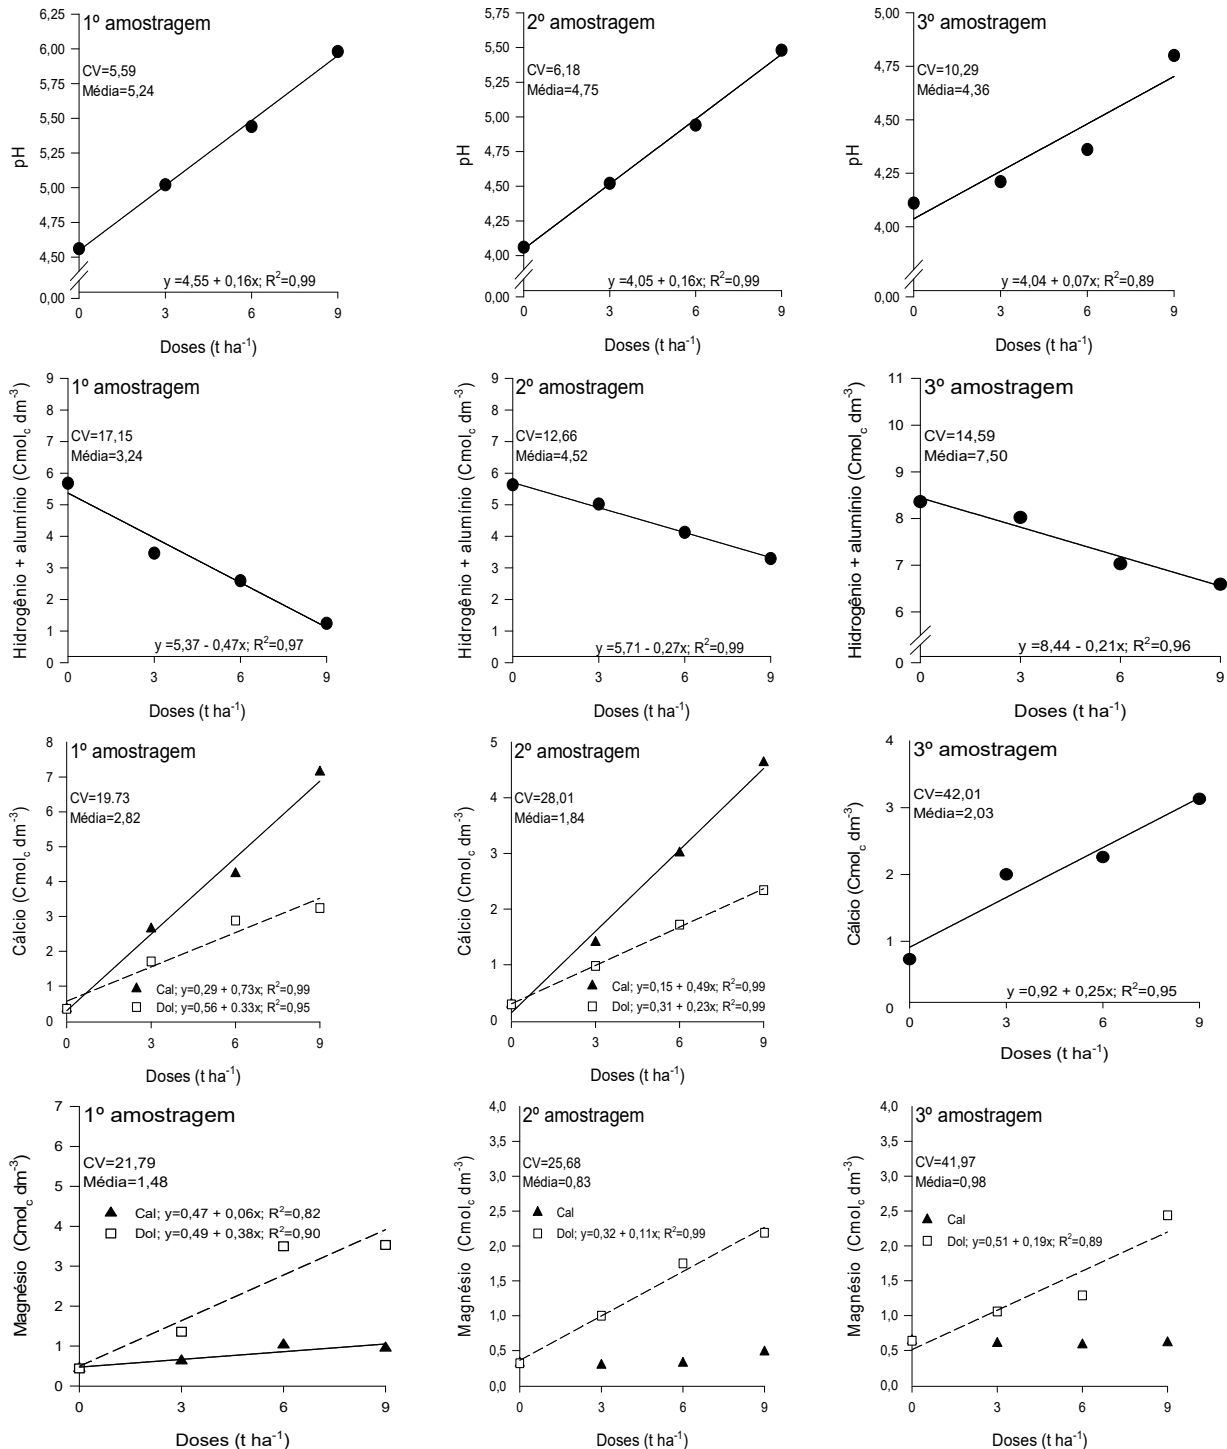 1º amostragem
CV=5,59
Média=5,24
pH
6,25
6,00
5,75
5,50
5,25
5,00
4,75
4,50
0,00
y =4,55 + 0,16x; R²=0,99
0 3 6 9
Doses (t ha⁻¹)
2º amostragem
CV=6,18
Média=4,75
pH
5,75
5,50
5,25
5,00
4,75
4,50
4,25
4,00
0,00
y =4,05 + 0,16x; R²=0,99
0 3 6 9
Doses (t ha⁻¹)
3º amostragem
CV=10,29
Média=4,36
pH
5,00
4,75
4,50
4,25
4,00
0,00
y =4,04 + 0,07x; R²=0,89
0 3 6 9
Doses (t ha⁻¹)
1º amostragem
CV=17,15
Média=3,24
Hidrogênio + alumínio (Cmol_c dm⁻³)
9
8
7
6
5
4
3
2
1
0
y =5,37 - 0,47x; R²=0,97
0 3 6 9
Doses (t ha⁻¹)
2º amostragem
CV=12,66
Média=4,52
Hidrogênio + alumínio (Cmol_c dm⁻³)
9
8
7
6
5
4
3
2
1
0
y =5,71 - 0,27x; R²=0,99
0 3 6 9
Doses (t ha⁻¹)
3º amostragem
CV=14,59
Média=7,50
Hidrogênio + alumínio (Cmol_c dm⁻³)
11
10
9
8
7
6
0
y =8,44 - 0,21x; R²=0,96
0 3 6 9
Doses (t ha⁻¹)
1º amostragem
CV=19.73
Média=2,82
Cálcio (Cmol_c dm⁻³)
8
7
6
5
4
3
2
1
0
Cal; y=0,29 + 0,73x; R²=0,99
Dol; y=0,56 + 0.33x; R²=0,95
0 3 6 9
Doses (t ha⁻¹)
2º amostragem
CV=28,01
Média=1,84
Cálcio (Cmol_c dm⁻³)
5
4
3
2
1
0
Cal; y=0,15 + 0,49x; R²=0,99
Dol; y=0,31 + 0,23x; R²=0,99
0 3 6 9
Doses (t ha⁻¹)
3º amostragem
CV=42,01
Média=2,03
Cálcio (Cmol_c dm⁻³)
4
3
2
1
0
y =0,92 + 0,25x; R²=0,95
0 3 6 9
Doses (t ha⁻¹)
1º amostragem
CV=21,79
Média=1,48
Magnésio (Cmol_c dm⁻³)
7
6
5
4
3
2
1
0
Cal; y=0,47 + 0,06x; R²=0,82
Dol; y=0,49 + 0,38x; R²=0,90
0 3 6 9
Doses (t ha⁻¹)
2º amostragem
CV=25,68
Média=0,83
Magnésio (Cmol_c dm⁻³)
4,0
3,5
3,0
2,5
2,0
1,5
1,0
0,5
0,0
Cal
Dol; y=0,32 + 0,11x; R²=0,99
0 3 6 9
Doses (t ha⁻¹)
3º amostragem
CV=41,97
Média=0,98
Magnésio (Cmol_c dm⁻³)
4,0
3,5
3,0
2,5
2,0
1,5
1,0
0,5
0,0
Cal
Dol; y=0,51 + 0,19x; R²=0,89
0 3 6 9
Doses (t ha⁻¹)